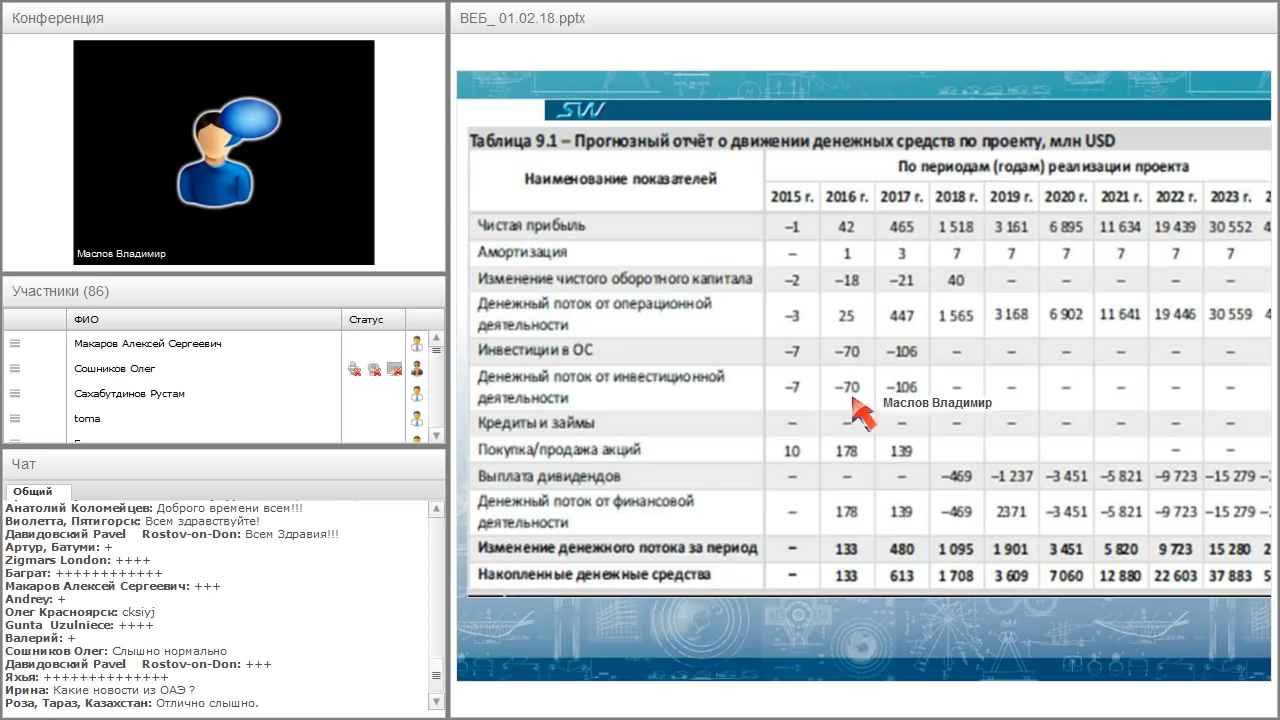 Конференция
Маслов Владимир
Участники (86)
ФИО Статус
Макаров Алексей Сергеевич
Сошников Олег
Сахабутдинов Рустам
toma
Чат
Общий
Анатолий Коломейцев: Доброго времени всем!!!
Виолетта, Пятигорск: Всем здравствуйте!
Давидовский Pavel Rostov-on-Don: Всем Здравия!!!
Артур, Батуми: +
Zigmars London: ++++
Баграт: ++++++++++++
Макаров Алексей Сергеевич: +++
Andrey: +
Олег Красноярск: cksiyj
Gunta Uzulniece: ++++
Валерий: +
Сошников Олег: Слышно нормально
Давидовский Pavel Rostov-on-Don: +++
Яхья: ++++++++++++++
Ирина: Какие новости из ОАЭ ?
Роза, Тараз, Казахстан: Отлично слышно.
ВЕБ_ 01.02.18.pptx
SW
Таблица 9.1 – Прогнозный отчёт о движении денежных средств по проекту, млн USD
Наименование показателей
По периодам (годам) реализации проекта
2015 г. 2016 г. 2017 г. 2018 г. 2019 г. 2020 г. 2021 г. 2022 г. 2023 г. 2
Чистая прибыль –1 42 465 1 518 3 161 6 895 11 634 19 439 30 552 4
Амортизация – 1 3 7 7 7 7 7 7
Изменение чистого оборотного капитала –2 –18 –21 40 – – – – –
Денежный поток от операционной
деятельности –3 25 447 1 565 3 168 6 902 11 641 19 446 30 559 4
Инвестиции в ОС –7 –70 –106 – – – – – –
Денежный поток от инвестиционной
деятельности –7 –70 –106 – – – – – –
Маслов Владимир
Кредиты и займы – – – – – – – – –
Покупка/продажа акций 10 178 139 – –
Выплата дивидендов – – – –469 –1 237 –3 451 –5 821 –9 723 –15 279 –2
Денежный поток от финансовой
деятельности – 178 139 –469 2371 –3 451 –5 821 –9 723 –15 279 –2
Изменение денежного потока за период – 133 480 1 095 1 901 3 451 5 820 9 723 15 280 2
Накопленные денежные средства – 133 613 1 708 3 609 7 060 12 880 22 603 37 883 5